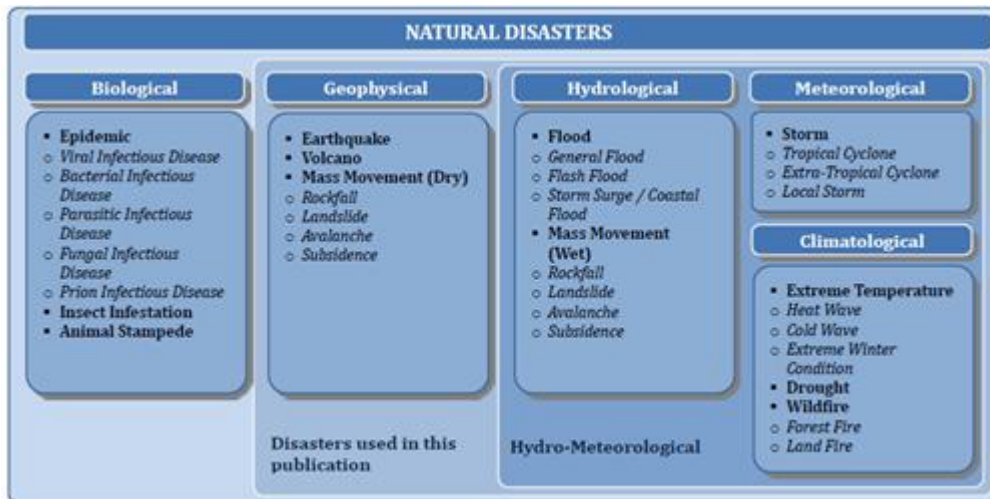 NATURAL DISASTERS
Biological
▪ Epidemic
o Viral Infectious Disease
o Bacterial Infectious
Disease
o Parasitic Infectious
Disease
o Fungal Infectious
Disease
o Prion Infectious Disease
▪ Insect Infestation
▪ Animal Stampede
Geophysical
▪ Earthquake
▪ Volcano
▪ Mass Movement (Dry)
o Rockfall
o Landslide
o Avalanche
o Subsidence
Hydrological
▪ Flood
o General Flood
o Flash Flood
o Storm Surge / Coastal
Flood
▪ Mass Movement
(Wet)
o Rockfall
o Landslide
o Avalanche
o Subsidence
Meteorological
▪ Storm
o Tropical Cyclone
o Extra-Tropical Cyclone
o Local Storm
Climatological
▪ Extreme Temperature
o Heat Wave
o Cold Wave
o Extreme Winter
Condition
▪ Drought
▪ Wildfire
o Forest Fire
o Land Fire
Disasters used in this
publication
Hydro-Meteorological